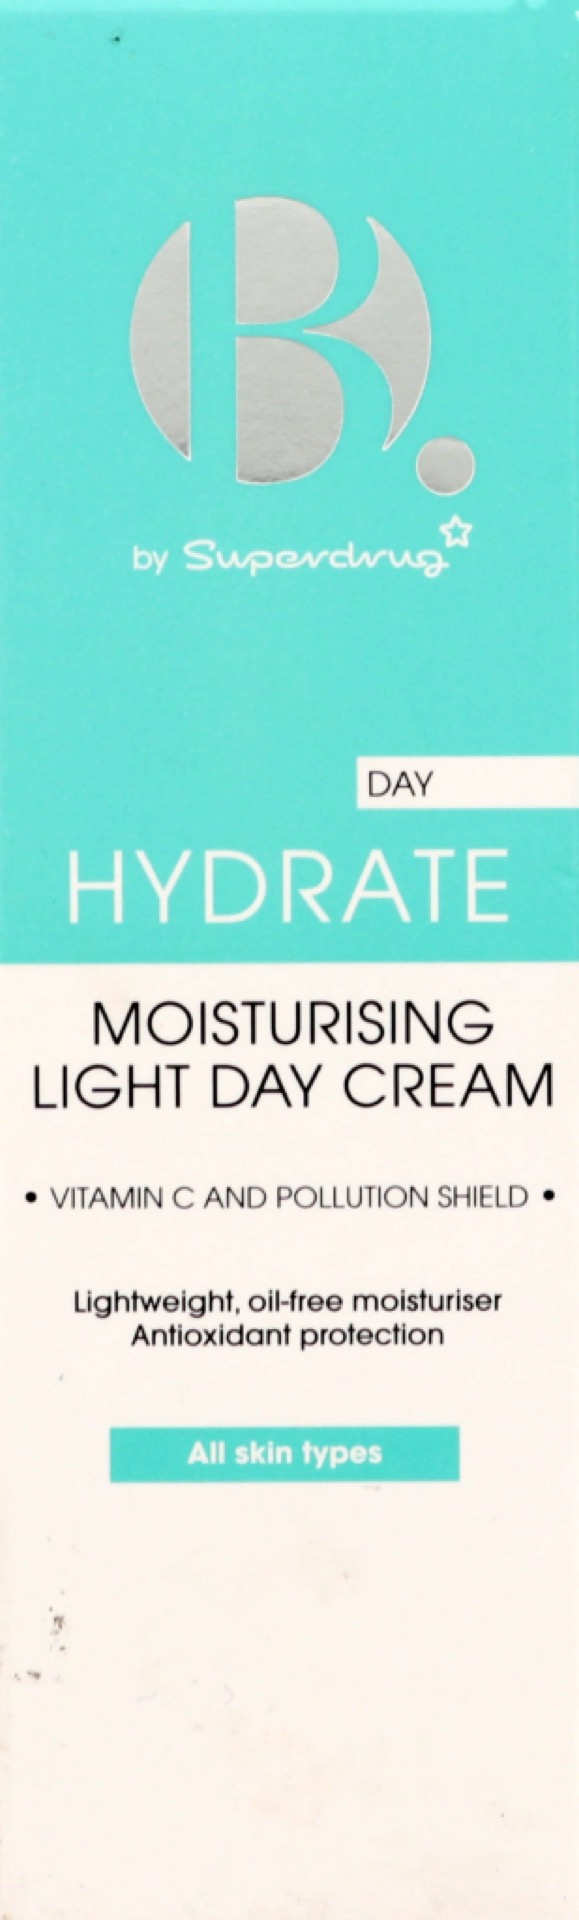 B.
by Superdrug
DAY
HYDRATE
MOISTURISING
LIGHT DAY CREAM
• VITAMIN C AND POLLUTION SHIELD •
Lightweight, oil-free moisturiser
Antioxidant protection
All skin types